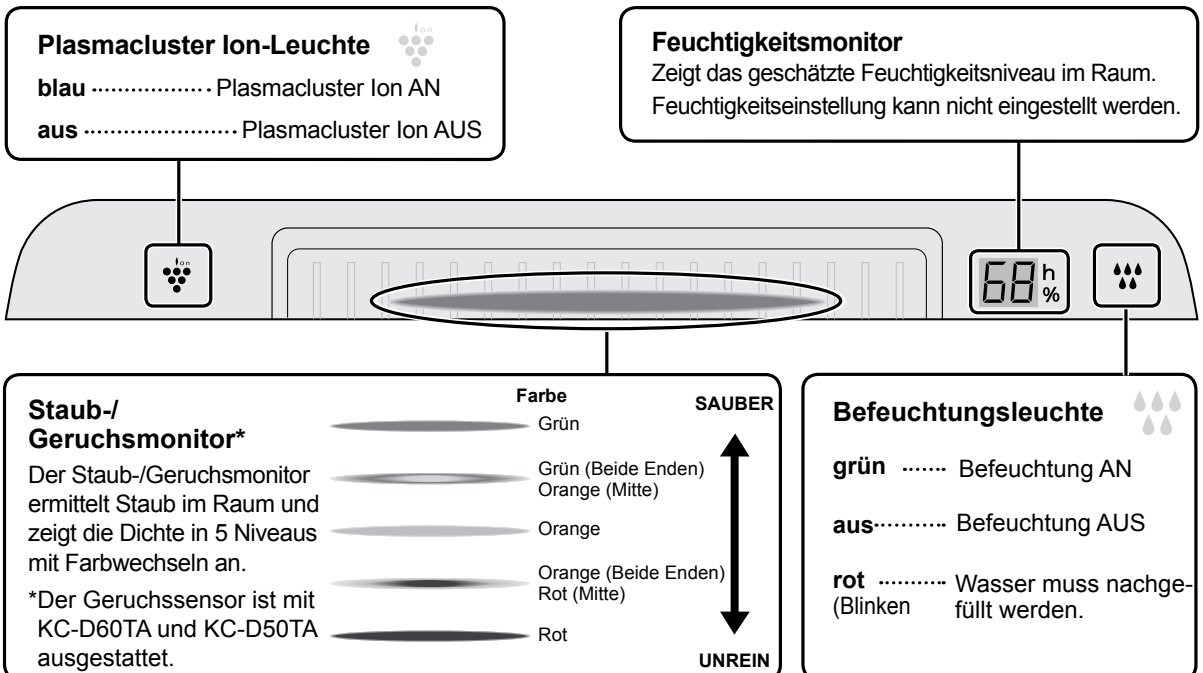 Plasmacluster Ion-Leuchte
Ion
blau ................. Plasmacluster Ion AN
aus ....................... Plasmacluster Ion AUS
Feuchtigkeitsmonitor
Zeigt das geschätzte Feuchtigkeitsniveau im Raum.
Feuchtigkeitseinstellung kann nicht eingestellt werden.
Ion
68 h %
Staub-/
Geruchsmonitor*
Der Staub-/Geruchsmonitor
ermittelt Staub im Raum und
zeigt die Dichte in 5 Niveaus
mit Farbwechseln an.
*Der Geruchssensor ist mit
KC-D60TA und KC-D50TA
ausgestattet.
Farbe
Grün
Grün (Beide Enden)
Orange (Mitte)
Orange
Orange (Beide Enden)
Rot (Mitte)
Rot
SAUBER
UNREIN
Befeuchtungsleuchte
grün ....... Befeuchtung AN
aus........... Befeuchtung AUS
rot .......... Wasser muss nachge-
(Blinken füllt werden.